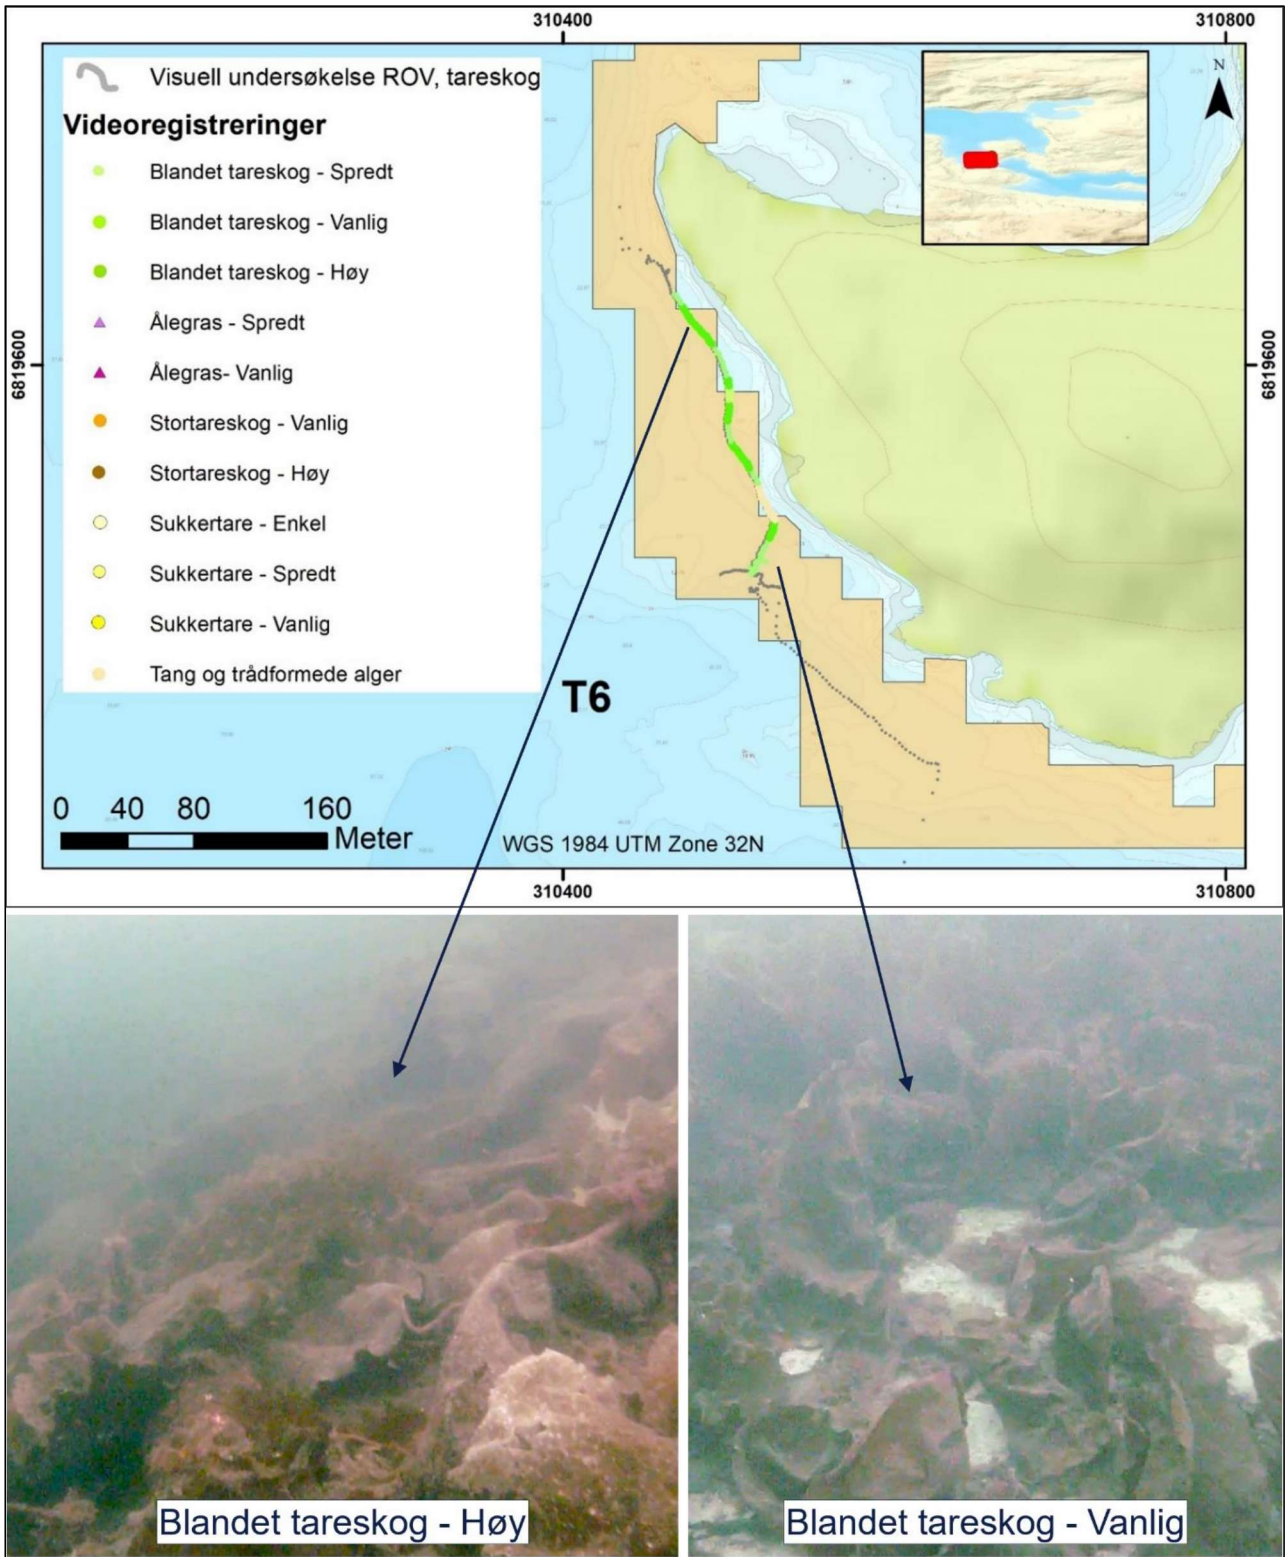 310400
310800
Visuell undersøkelse ROV, tareskog
Videoregistreringer
Blandet tareskog - Spredt
Blandet tareskog - Vanlig
Blandet tareskog - Høy
Ålegras - Spredt
Ålegras- Vanlig
Stortareskog - Vanlig
Stortareskog - Høy
Sukkertare - Enkel
Sukkertare - Spredt
Sukkertare - Vanlig
Tang og trådformede alger
N
6819600
6819600
T6
0 40 80 160
Meter
WGS 1984 UTM Zone 32N
310400
310800
Blandet tareskog - Høy
Blandet tareskog - Vanlig